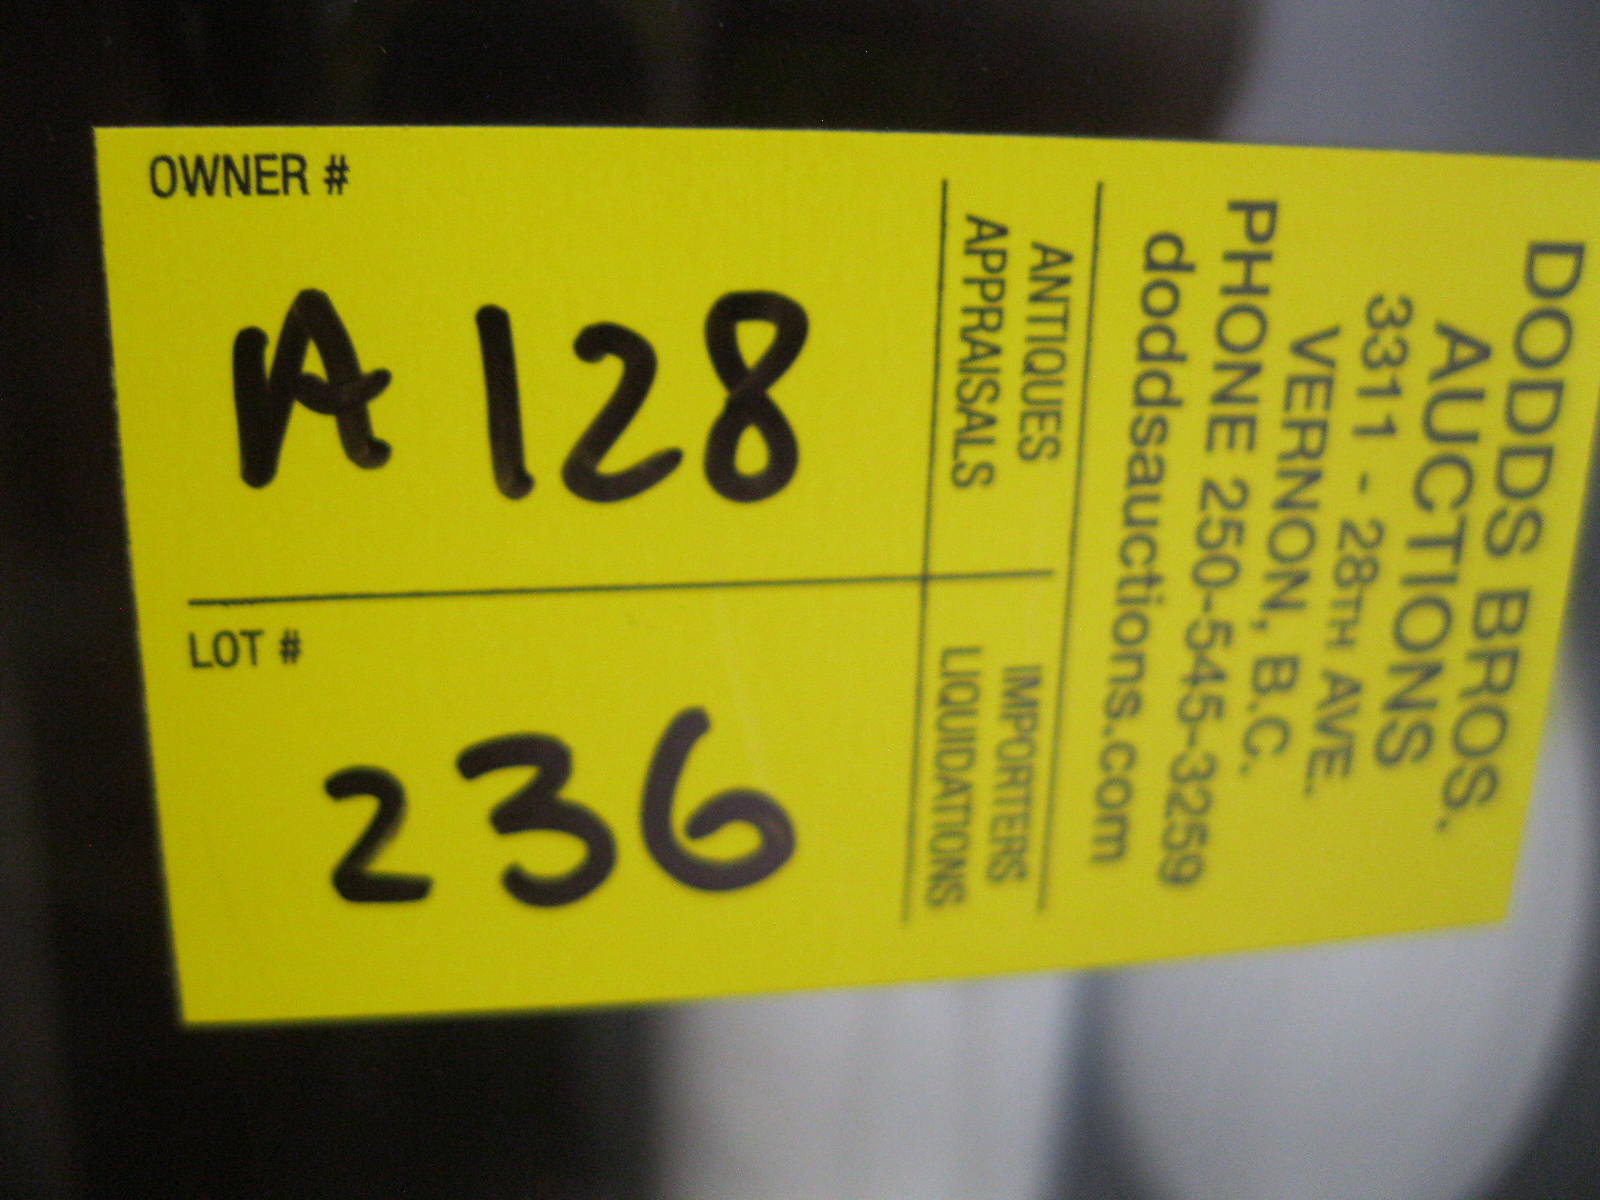 OWNER #
A 128
LOT #
236
DODDS BROS.
AUCTIONS
3311 - 28TH AVE.
VERNON, B.C.
PHONE 250-545-3259
doddsauctions.com
ANTIQUES
APPRAISALS
IMPORTERS
LIQUIDATIONS